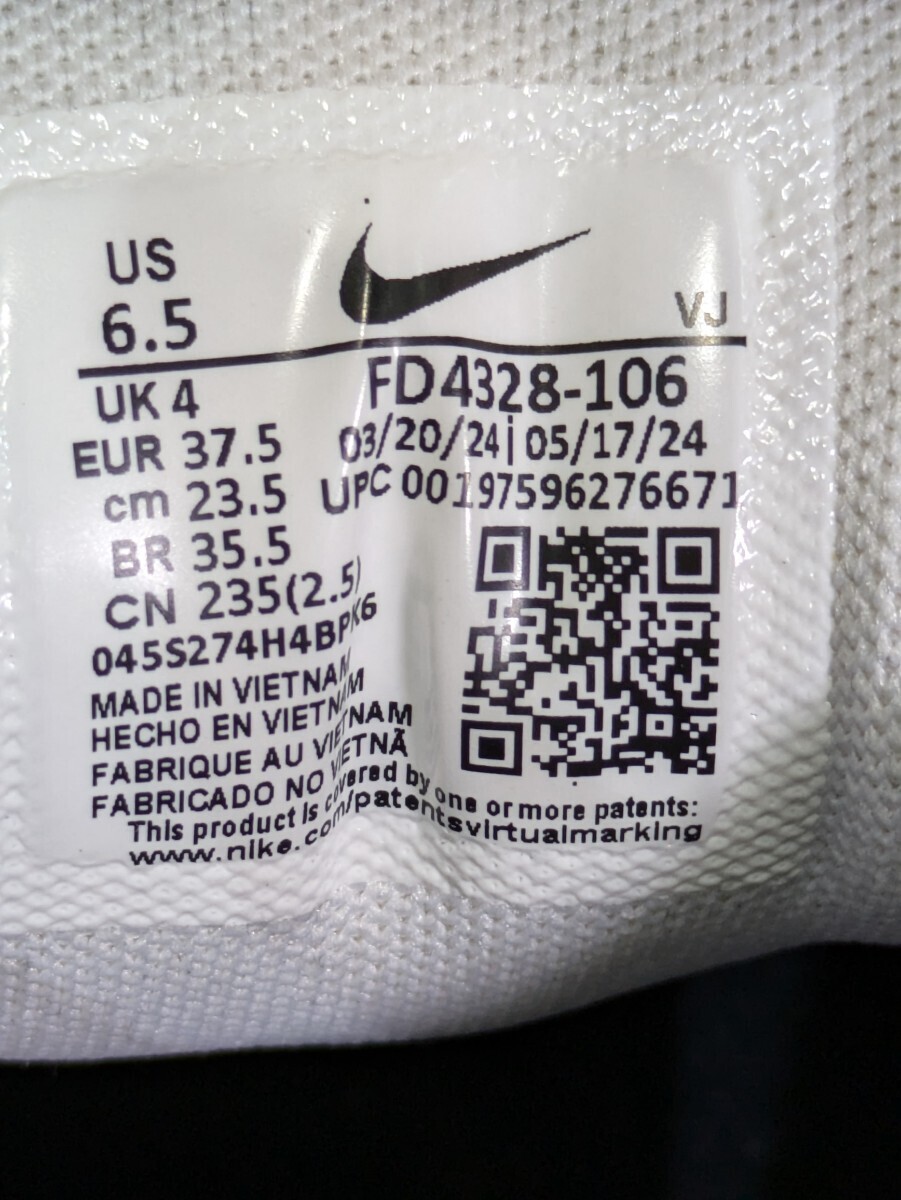 US
6.5
VJ
UK 4
EUR 37.5
cm 23.5
BR 35.5
CN 235(2.5)
FD4328-106
03/20/24| 05/17/24
UPC 00197596276671
045S274H4BPK6
MADE IN VIETNAM
HECHO EN VIETNAM
FABRIQUE AU VIETNAM
FABRICADO NO VIETNÃ
This product is covered by one or more patents:
www.nike.com/patentsvirtualmarking